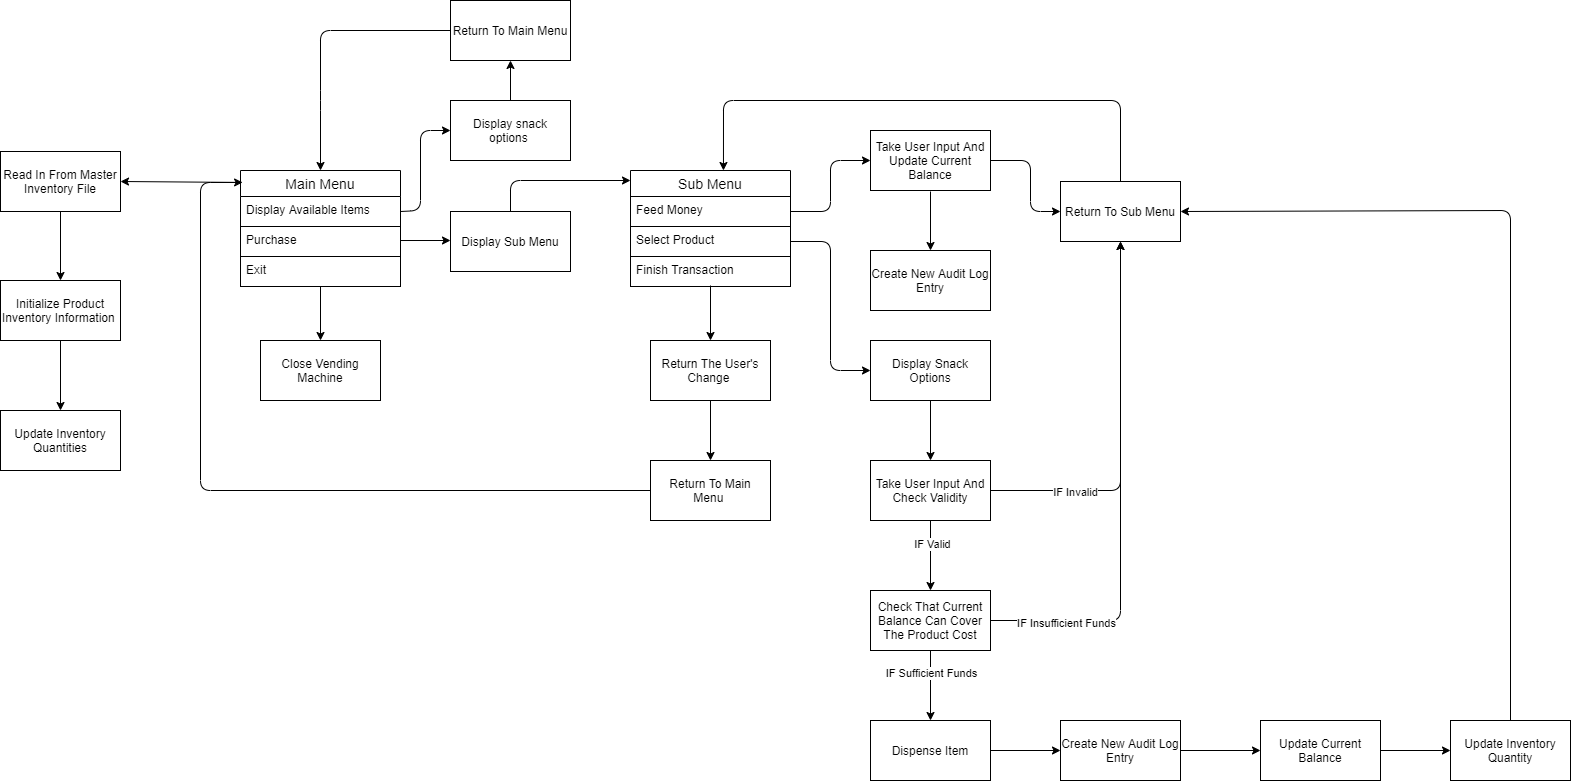 Return To Main Menu
Display snack
options
Read In From Master
Inventory File
Main Menu
Display Available Items
Purchase
Exit
Display Sub Menu
Sub Menu
Feed Money
Select Product
Finish Transaction
Take User Input And
Update Current
Balance
Return To Sub Menu
Create New Audit Log
Entry
Initialize Product
Inventory Information
Close Vending
Machine
Return The User's
Change
Display Snack
Options
Update Inventory
Quantities
Return To Main
Menu
Take User Input And
Check Validity
IF Invalid
IF Valid
Check That Current
Balance Can Cover
The Product Cost
IF Insufficient Funds
IF Sufficient Funds
Dispense Item
Create New Audit Log
Entry
Update Current
Balance
Update Inventory
Quantity